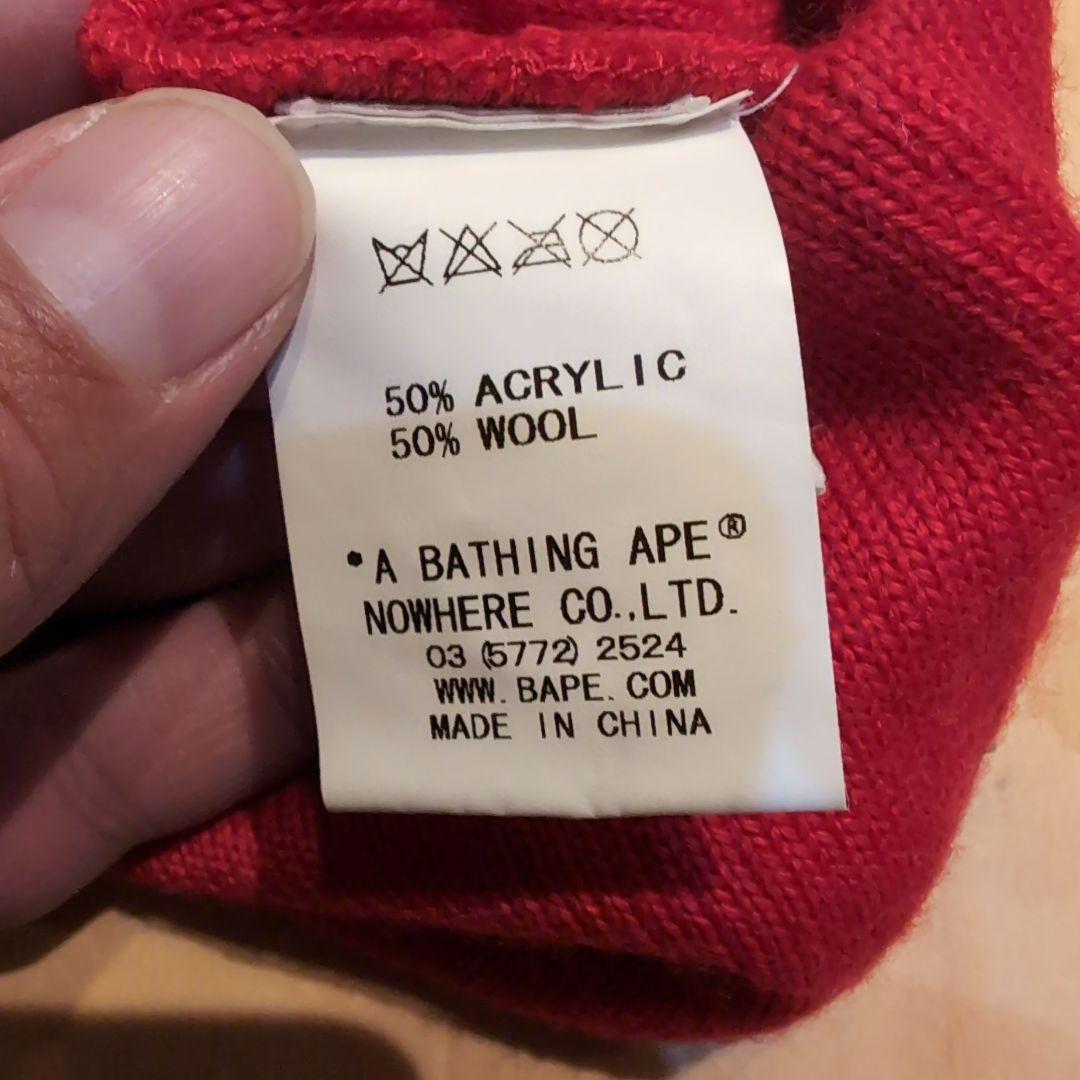 50% ACRYLIC
50% WOOL
•A BATHING APE®
NOWHERE CO.,LTD.
03 (5772) 2524
WWW. BAPE. COM
MADE IN CHINA